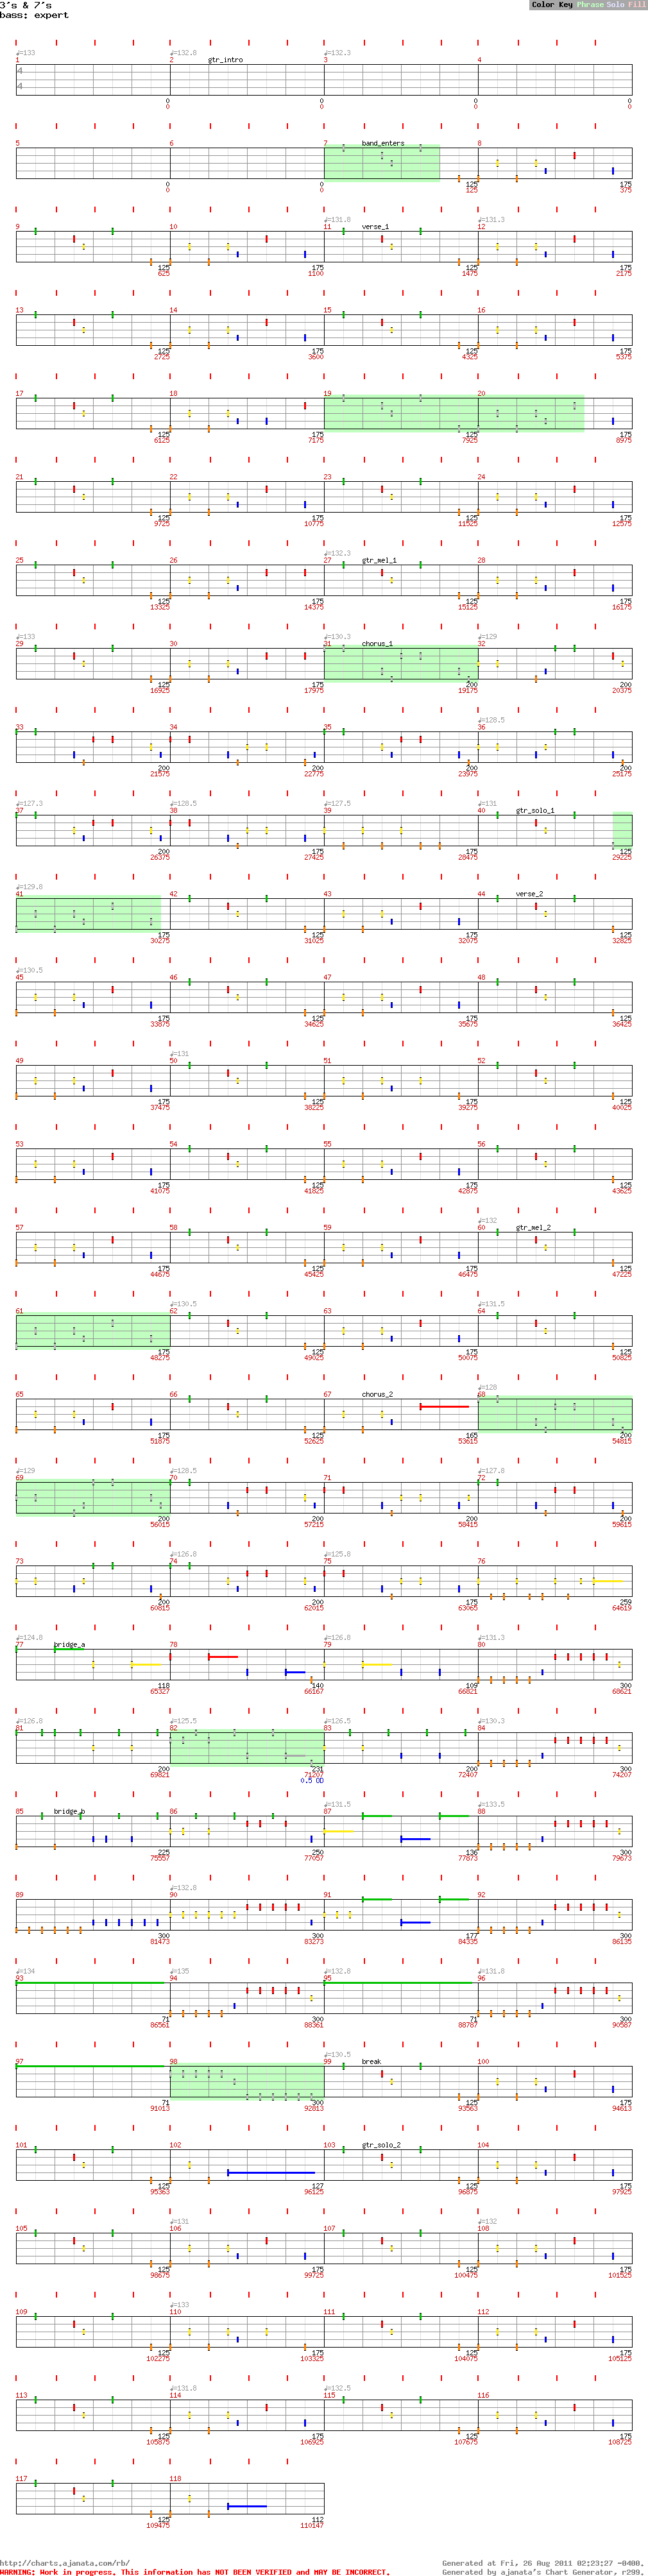 3's & 7's
bass: expert
Color Key Phrase Solo Fill
♩=133 ♩=132.8 ♩=132.3
1 2 gtr_intro 3 4
4
4
0 0 0 0
0 0 0 0
5 6 7 band_enters 8
0 0 125 175
0 0 125 375
♩=131.8 ♩=131.3
9 10 11 verse_1 12
125 175 125 175
625 1100 1475 2175
13 14 15 16
125 175 125 175
2725 3600 4325 5375
17 18 19 20
125 175 125 175
6125 7175 7925 8975
21 22 23 24
125 175 125 175
9725 10775 11525 12575
♩=132.3
25 26 27 gtr_mel_1 28
125 175 125 175
13325 14375 15125 16175
♩=133 ♩=130.3 ♩=129
29 30 31 chorus_1 32
125 175 200 200
16925 17975 19175 20375
♩=128.5
33 34 35 36
200 200 200 200
21575 22775 23975 25175
♩=127.3 ♩=128.5 ♩=127.5 ♩=131
37 38 39 40 gtr_solo_1
200 175 175 125
26375 27425 28475 29225
♩=129.8
41 42 43 44 verse_2
175 125 175 125
30275 31025 32075 32825
♩=130.5
45 46 47 48
175 125 175 125
33875 34625 35675 36425
♩=131
49 50 51 52
175 125 175 125
37475 38225 39275 40025
53 54 55 56
175 125 175 125
41075 41825 42875 43625
♩=132
57 58 59 60 gtr_mel_2
175 125 175 125
44675 45425 46475 47225
♩=130.5 ♩=131.5
61 62 63 64
175 125 175 125
48275 49025 50075 50825
♩=128
65 66 67 chorus_2 68
175 125 165 200
51875 52625 53615 54815
♩=129 ♩=128.5 ♩=127.8
69 70 71 72
200 200 200 200
56015 57215 58415 59615
♩=126.8 ♩=125.8
73 74 75 76
200 200 175 259
60815 62015 63065 64619
♩=124.8 ♩=126.8 ♩=131.3
77 bridge_a 78 79 80
118 140 109 300
65327 66167 66821 68621
♩=126.8 ♩=125.5 ♩=126.5 ♩=130.3
81 82 83 84
200 231 200 300
69821 71207 72407 74207
0.5 OD
♩=131.5 ♩=133.5
85 bridge_b 86 87 88
225 250 136 300
75557 77057 77873 79673
♩=132.8
89 90 91 92
300 300 177 300
81473 83273 84335 86135
♩=134 ♩=135 ♩=132.8 ♩=131.8
93 94 95 96
71 300 71 300
86561 88361 88787 90587
♩=130.5
97 98 99 break 100
71 300 125 175
91013 92813 93563 94613
101 102 103 gtr_solo_2 104
125 127 125 175
95363 96125 96875 97925
♩=131 ♩=132
105 106 107 108
125 175 125 175
98675 99725 100475 101525
♩=133
109 110 111 112
125 175 125 175
102275 103325 104075 105125
♩=131.8 ♩=132.5
113 114 115 116
125 175 125 175
105875 106925 107675 108725
117 118
125 112
109475 110147
http://charts.ajanata.com/rb/ Generated at Fri, 26 Aug 2011 02:23:27 -0400.
WARNING: Work in progress. This information has NOT BEEN VERIFIED and MAY BE INCORRECT. Generated by ajanata's Chart Generator, r299.